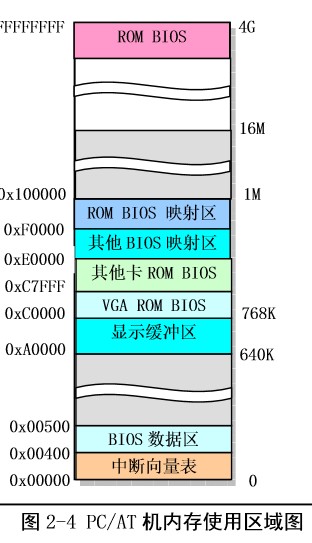 FFFFFFFF
ROM BIOS
4G
16M
0x100000
1M
ROM BIOS 映射区
0xF0000
其他 BIOS 映射区
0xE0000
其他卡 ROM BIOS
0xC7FFF
VGA ROM BIOS
0xC0000
768K
显示缓冲区
0xA0000
640K
0x00500
BIOS 数据区
0x00400
中断向量表
0x00000
0
图 2-4 PC/AT 机内存使用区域图